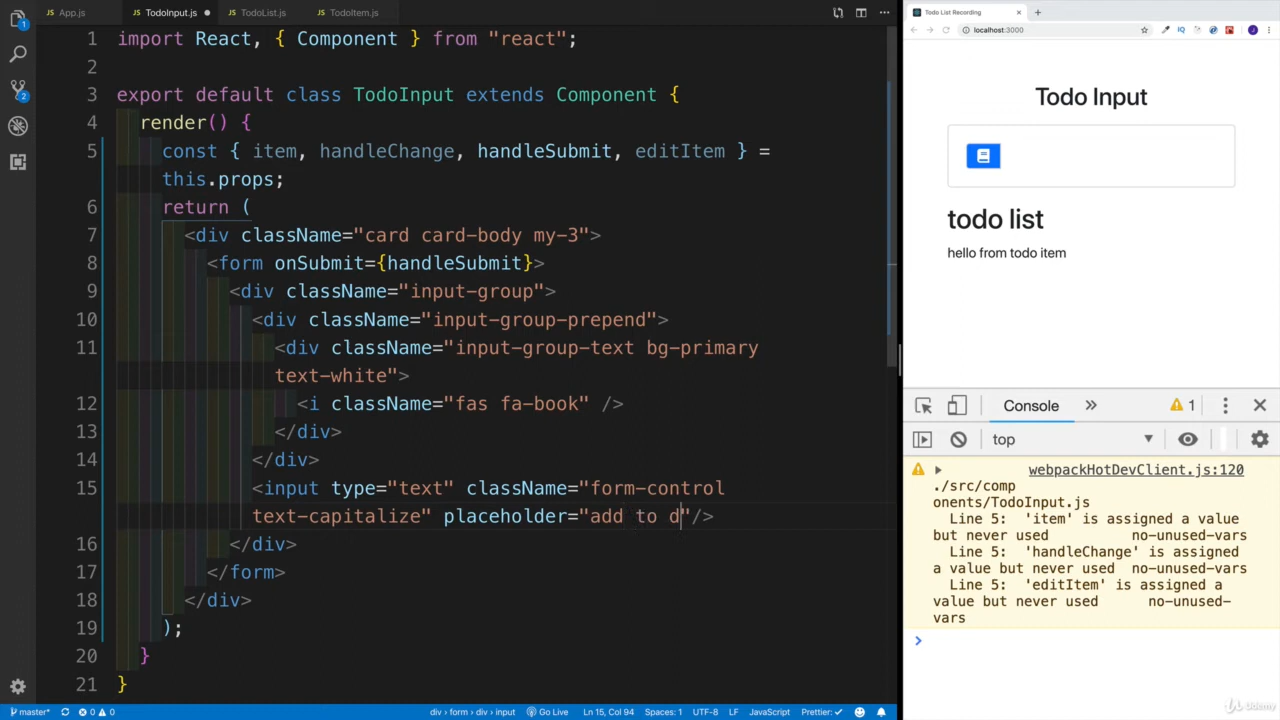 App.js
TodoInput.js
TodoList.js
TodoItem.js
1 import React, { Component } from "react";
2
3 export default class TodoInput extends Component {
4 render() {
5 const { item, handleChange, handleSubmit, editItem } =
this.props;
6 return (
7 <div className="card card-body my-3">
8 <form onSubmit={handleSubmit}>
9 <div className="input-group">
10 <div className="input-group-prepend">
11 <div className="input-group-text bg-primary
text-white">
12 <i className="fas fa-book" />
13 </div>
14 </div>
15 <input type="text" className="form-control
text-capitalize" placeholder="add to d"/>
16 </div>
17 </form>
18 </div>
19 );
20 }
21 }
1
2
master*
0 0
div › form › div › input
Go Live
Ln 15, Col 94
Spaces: 1
UTF-8
LF
JavaScript
Prettier: ✓
Todo List Recording
localhost:3000
IQ
J
Todo Input
todo list
hello from todo item
Console
1
top
webpackHotDevClient.js:120
./src/comp
onents/TodoInput.js
Line 5: 'item' is assigned a value
but never used no-unused-vars
Line 5: 'handleChange' is assigned
a value but never used no-unused-vars
Line 5: 'editItem' is assigned a
value but never used no-unused-
vars
Udemy